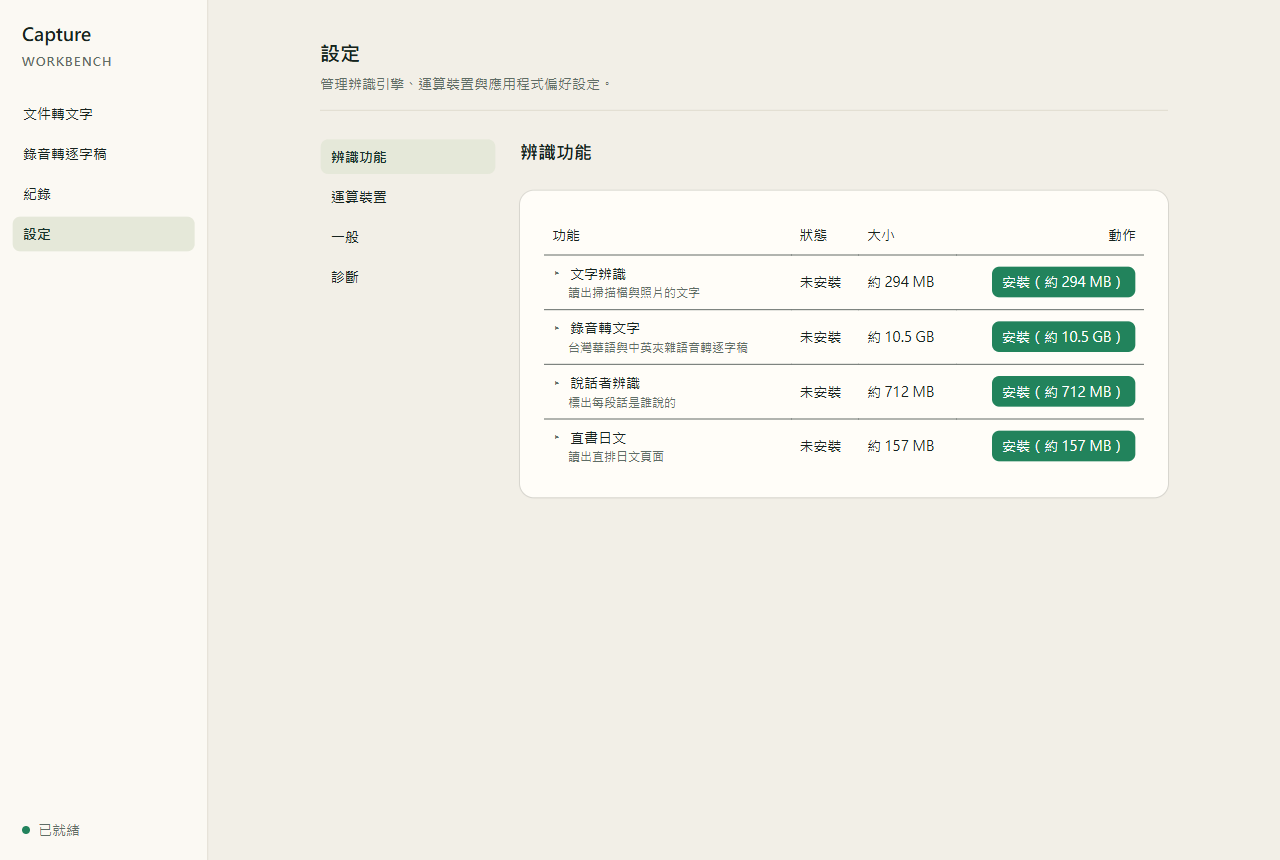 Capture
WORKBENCH
文件轉文字
錄音轉逐字稿
紀錄
設定
已就緒
設定
管理辨識引擎、運算裝置與應用程式偏好設定。
辨識功能
運算裝置
一般
診斷
辨識功能
功能 狀態 大小 動作
文字辨識
讀出掃描檔與照片的文字
未安裝 約 294 MB 安裝（約 294 MB）
錄音轉文字
台灣華語與中英夾雜語音轉逐字稿
未安裝 約 10.5 GB 安裝（約 10.5 GB）
說話者辨識
標出每段話是誰說的
未安裝 約 712 MB 安裝（約 712 MB）
直書日文
讀出直排日文頁面
未安裝 約 157 MB 安裝（約 157 MB）